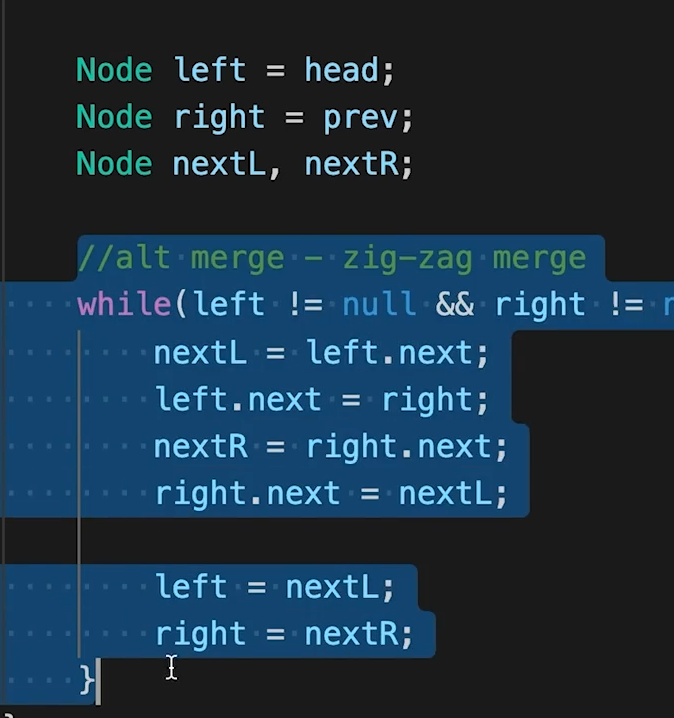 Node left = head;
Node right = prev;
Node nextL, nextR;
//alt merge - zig-zag merge
while(left != null && right !=
nextL = left.next;
left.next = right;
nextR = right.next;
right.next = nextL;
left = nextL;
right = nextR;
}